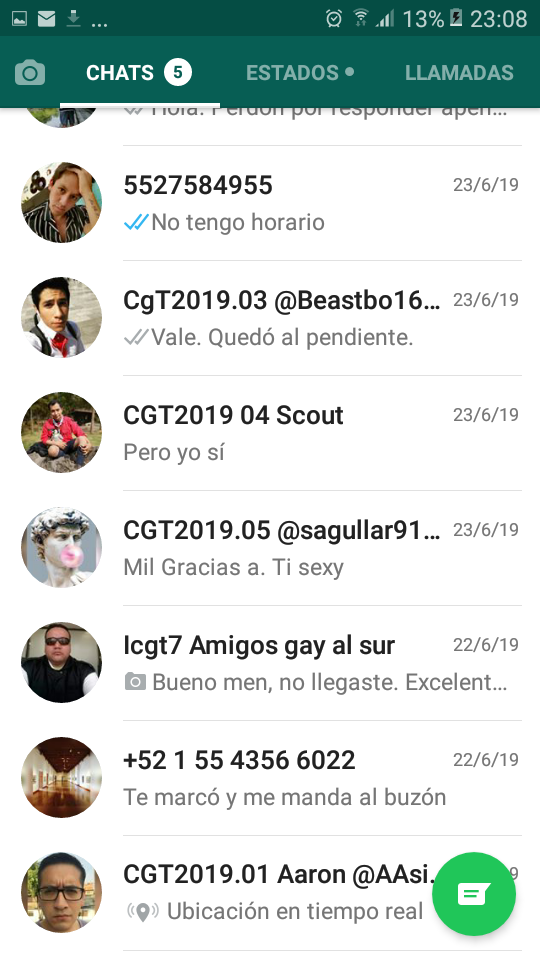 ... 13% 23:08
CHATS 5 ESTADOS LLAMADAS
Hola. Perdón por responder apen...
5527584955 23/6/19
No tengo horario
CgT2019.03 @Beastbo16... 23/6/19
Vale. Quedó al pendiente.
CGT2019 04 Scout 23/6/19
Pero yo sí
CGT2019.05 @sagullar91... 23/6/19
Mil Gracias a. Ti sexy
Icgt7 Amigos gay al sur 22/6/19
Bueno men, no llegaste. Excelent...
+52 1 55 4356 6022 22/6/19
Te marcó y me manda al buzón
CGT2019.01 Aaron @AAsi... 9
Ubicación en tiempo real